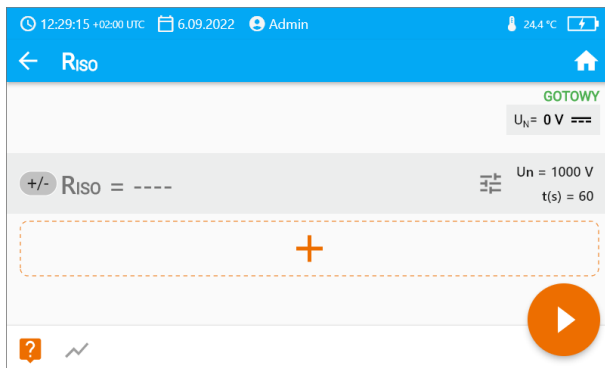 12:29:15 +02:00 UTC 6.09.2022 Admin 24,4 °C
RISO
GOTOWY
UN= 0 V
+/- RISO = ----
Un = 1000 V
t(s) = 60
+
?